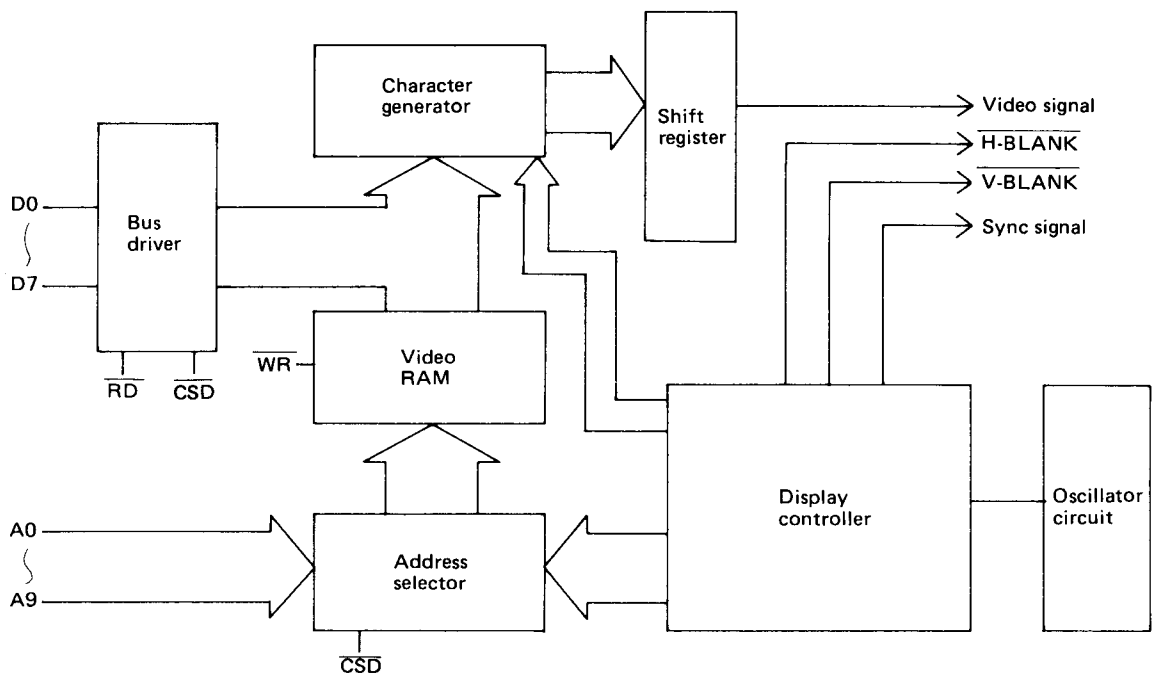 Character
generator
Shift
register
Video signal
H-BLANK
V-BLANK
Sync signal
D0
D7
Bus
driver
RD
CSD
WR
Video
RAM
Display
controller
Oscillator
circuit
A0
A9
Address
selector
CSD